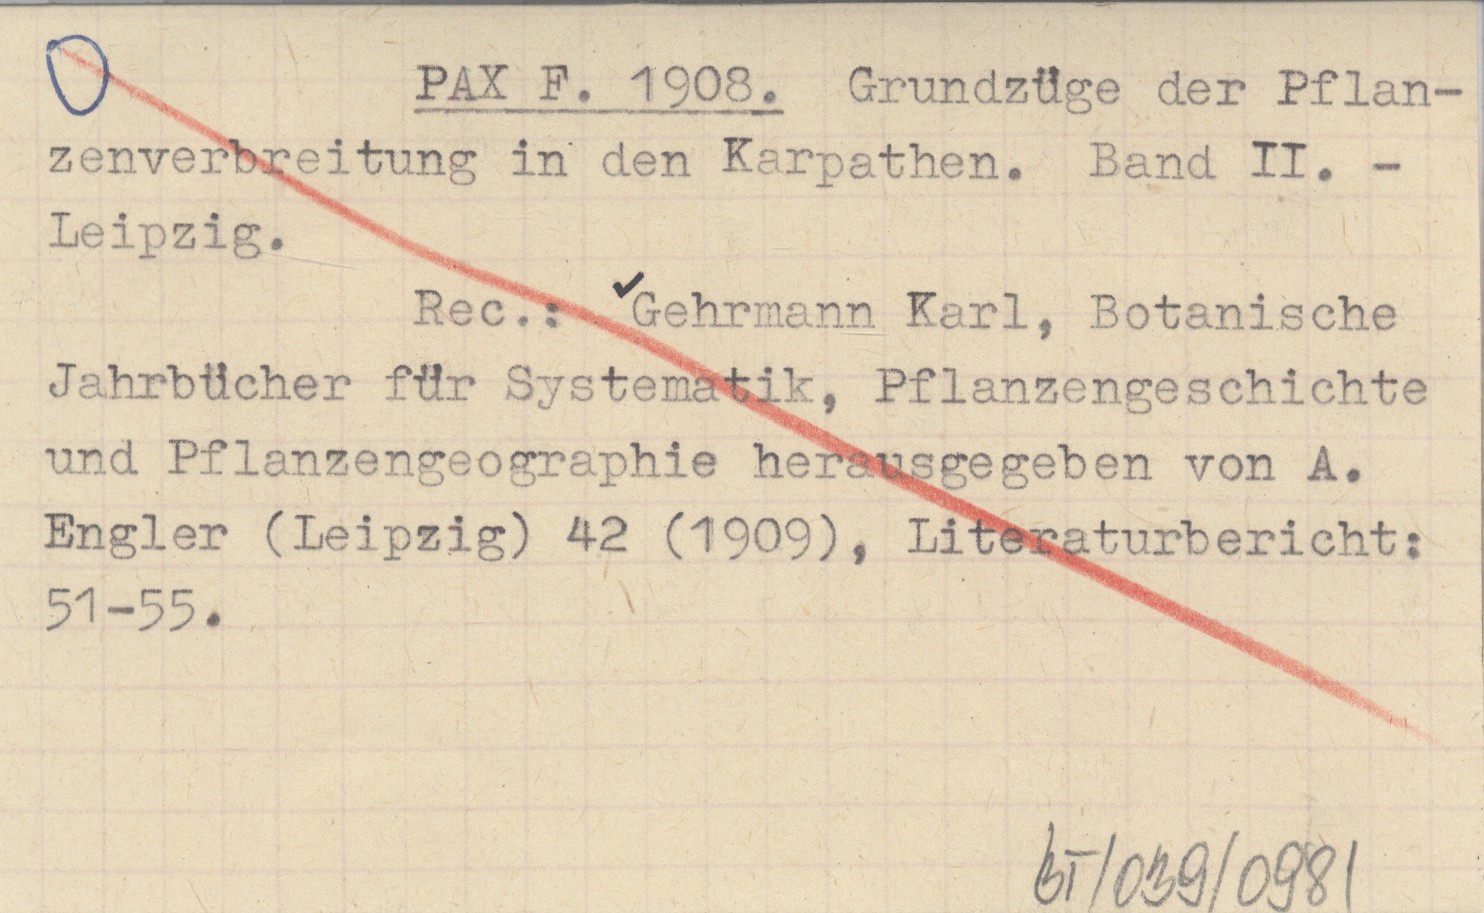 PAX F. 1908. Grundzüge der Pflan-
zenverbreitung in den Karpathen. Band II. -
Leipzig.
Rec.: Gehrmann Karl, Botanische
Jahrbücher für Systematik, Pflanzengeschichte
und Pflanzengeographie herausgegeben von A.
Engler (Leipzig) 42 (1909), Literaturbericht:
51-55.
BT/039/0981